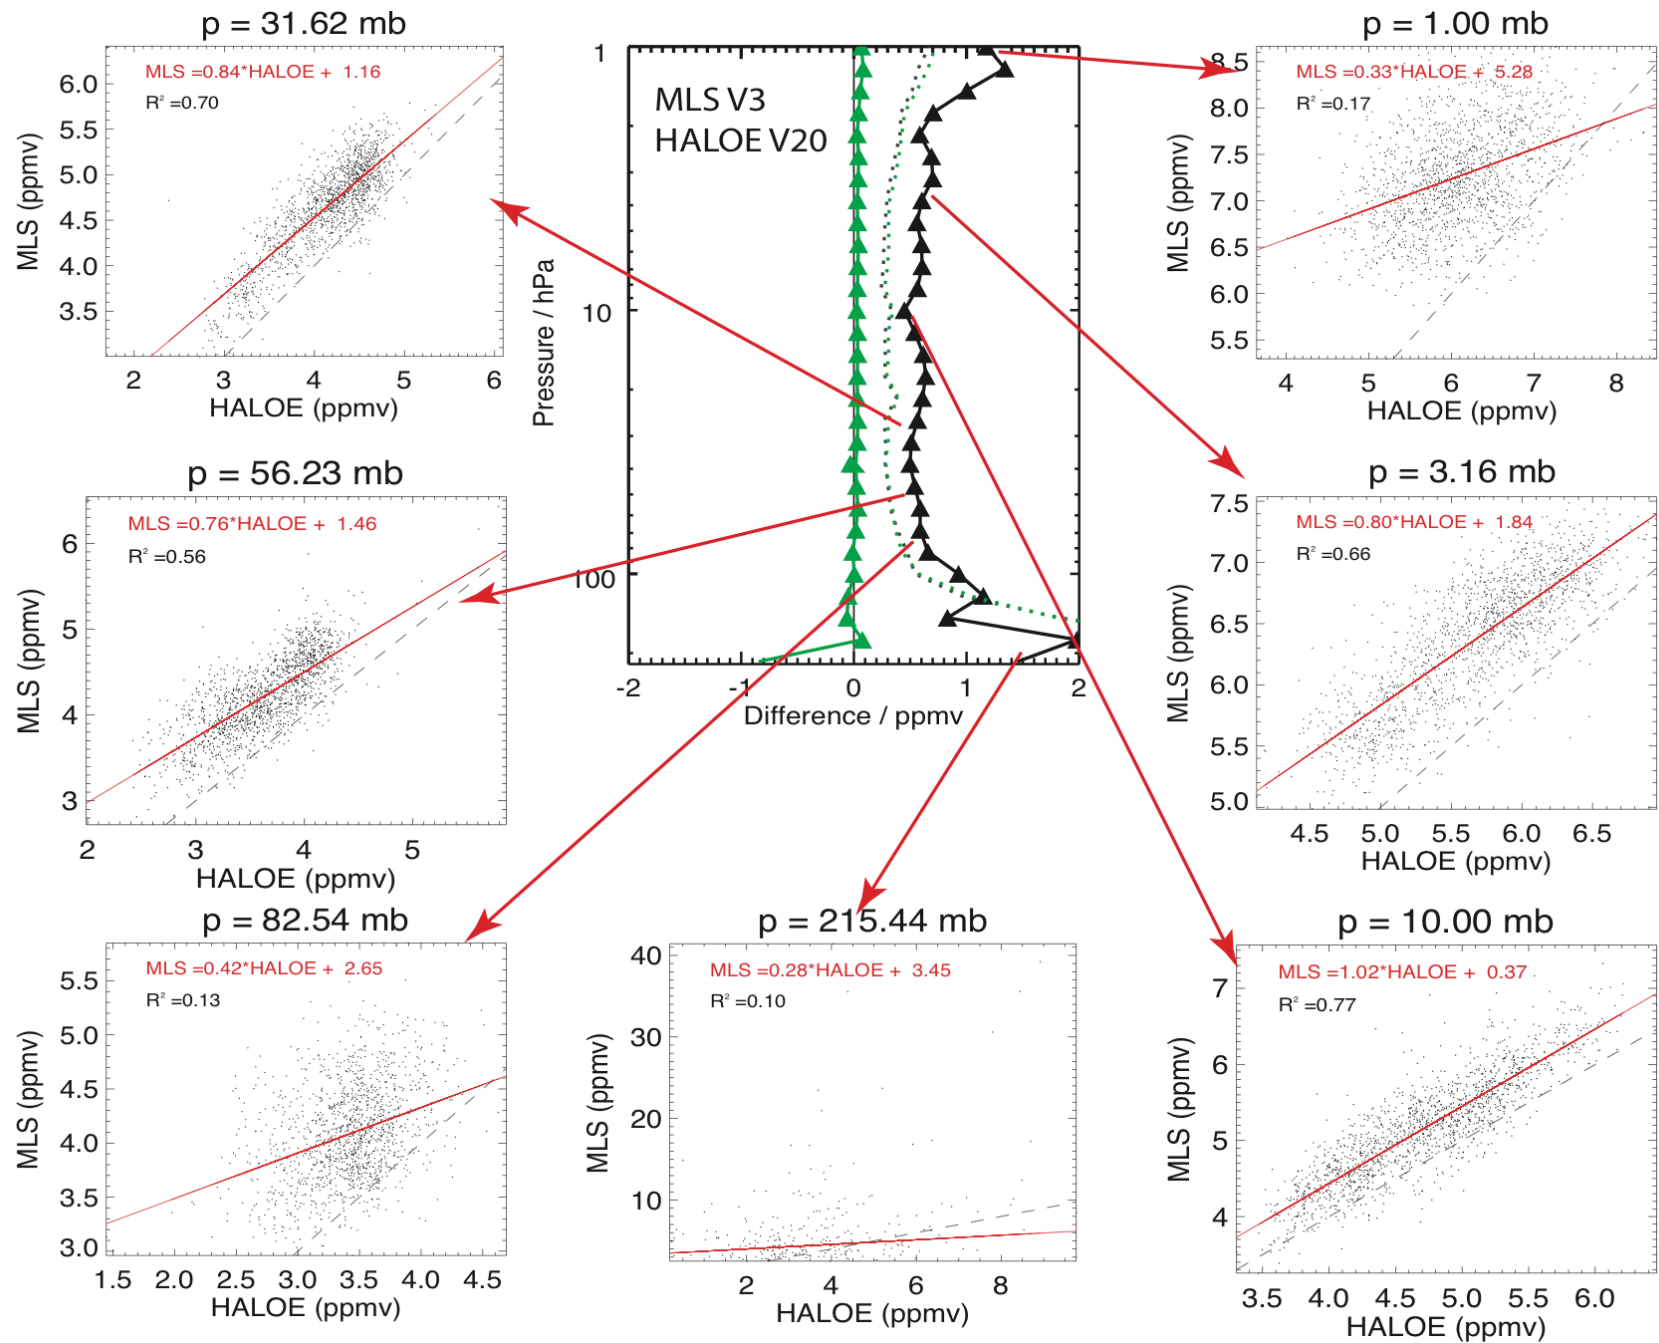 p = 31.62 mb
MLS =0.84*HALOE + 1.16
R² =0.70
6.0
5.5
5.0
4.5
4.0
3.5
MLS (ppmv)
2 3 4 5 6
HALOE (ppmv)
MLS V3
HALOE V20
1
10
100
Pressure / hPa
-2 -1 0 1 2
Difference / ppmv
p = 1.00 mb
MLS =0.33*HALOE + 5.28
R² =0.17
8.5
8.0
7.5
7.0
6.5
6.0
5.5
MLS (ppmv)
4 5 6 7 8
HALOE (ppmv)
p = 56.23 mb
MLS =0.76*HALOE + 1.46
R² =0.56
6
5
4
3
MLS (ppmv)
2 3 4 5
HALOE (ppmv)
p = 3.16 mb
MLS =0.80*HALOE + 1.84
R² =0.66
7.5
7.0
6.5
6.0
5.5
5.0
MLS (ppmv)
4.5 5.0 5.5 6.0 6.5
HALOE (ppmv)
p = 82.54 mb
MLS =0.42*HALOE + 2.65
R² =0.13
5.5
5.0
4.5
4.0
3.5
3.0
MLS (ppmv)
1.5 2.0 2.5 3.0 3.5 4.0 4.5
HALOE (ppmv)
p = 215.44 mb
MLS =0.28*HALOE + 3.45
R² =0.10
40
30
20
10
MLS (ppmv)
2 4 6 8
HALOE (ppmv)
p = 10.00 mb
MLS =1.02*HALOE + 0.37
R² =0.77
7
6
5
4
MLS (ppmv)
3.5 4.0 4.5 5.0 5.5 6.0
HALOE (ppmv)